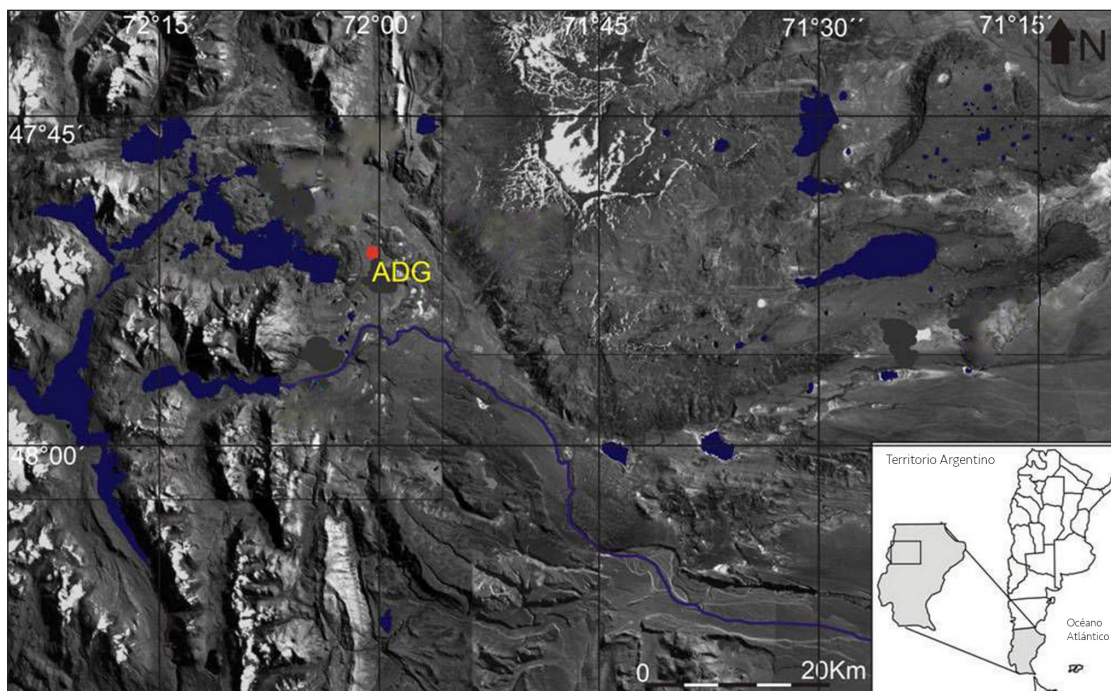 72°15´ 72°00´ 71°45´ 71°30´´ 71°15´
N
47°45´
ADG
48°00´
Territorio Argentino
Océano
Atlántico
0 20Km